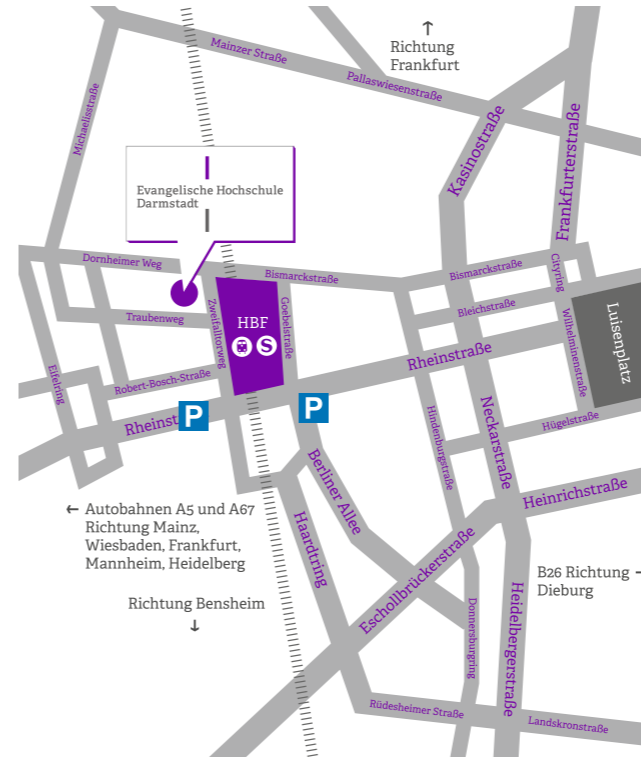 ↑
Richtung
Frankfurt
Mainzer Straße
Pallaswiesenstraße
Michaelisstraße
Kasinostraße
Frankfurterstraße
Evangelische Hochschule
Darmstadt
Dornheimer Weg
Bismarckstraße
Bismarckstraße
Cityring
Traubenweg
Zweifalltorweg
HBF
S
Goebelstraße
Bleichstraße
Wilhelminenstraße
Luisenplatz
Eifelring
Robert-Bosch-Straße
Rheinstraße
Rheinst
P
P
Hindenburgstraße
Neckarstraße
Hügelstraße
Berliner Allee
Heinrichstraße
← Autobahnen A5 und A67
Richtung Mainz,
Wiesbaden, Frankfurt,
Mannheim, Heidelberg
Haardtring
Eschollbrückerstraße
B26 Richtung →
Dieburg
Richtung Bensheim
↓
Donnersburgring
Heidelbergerstraße
Rüdesheimer Straße
Landskronstraße